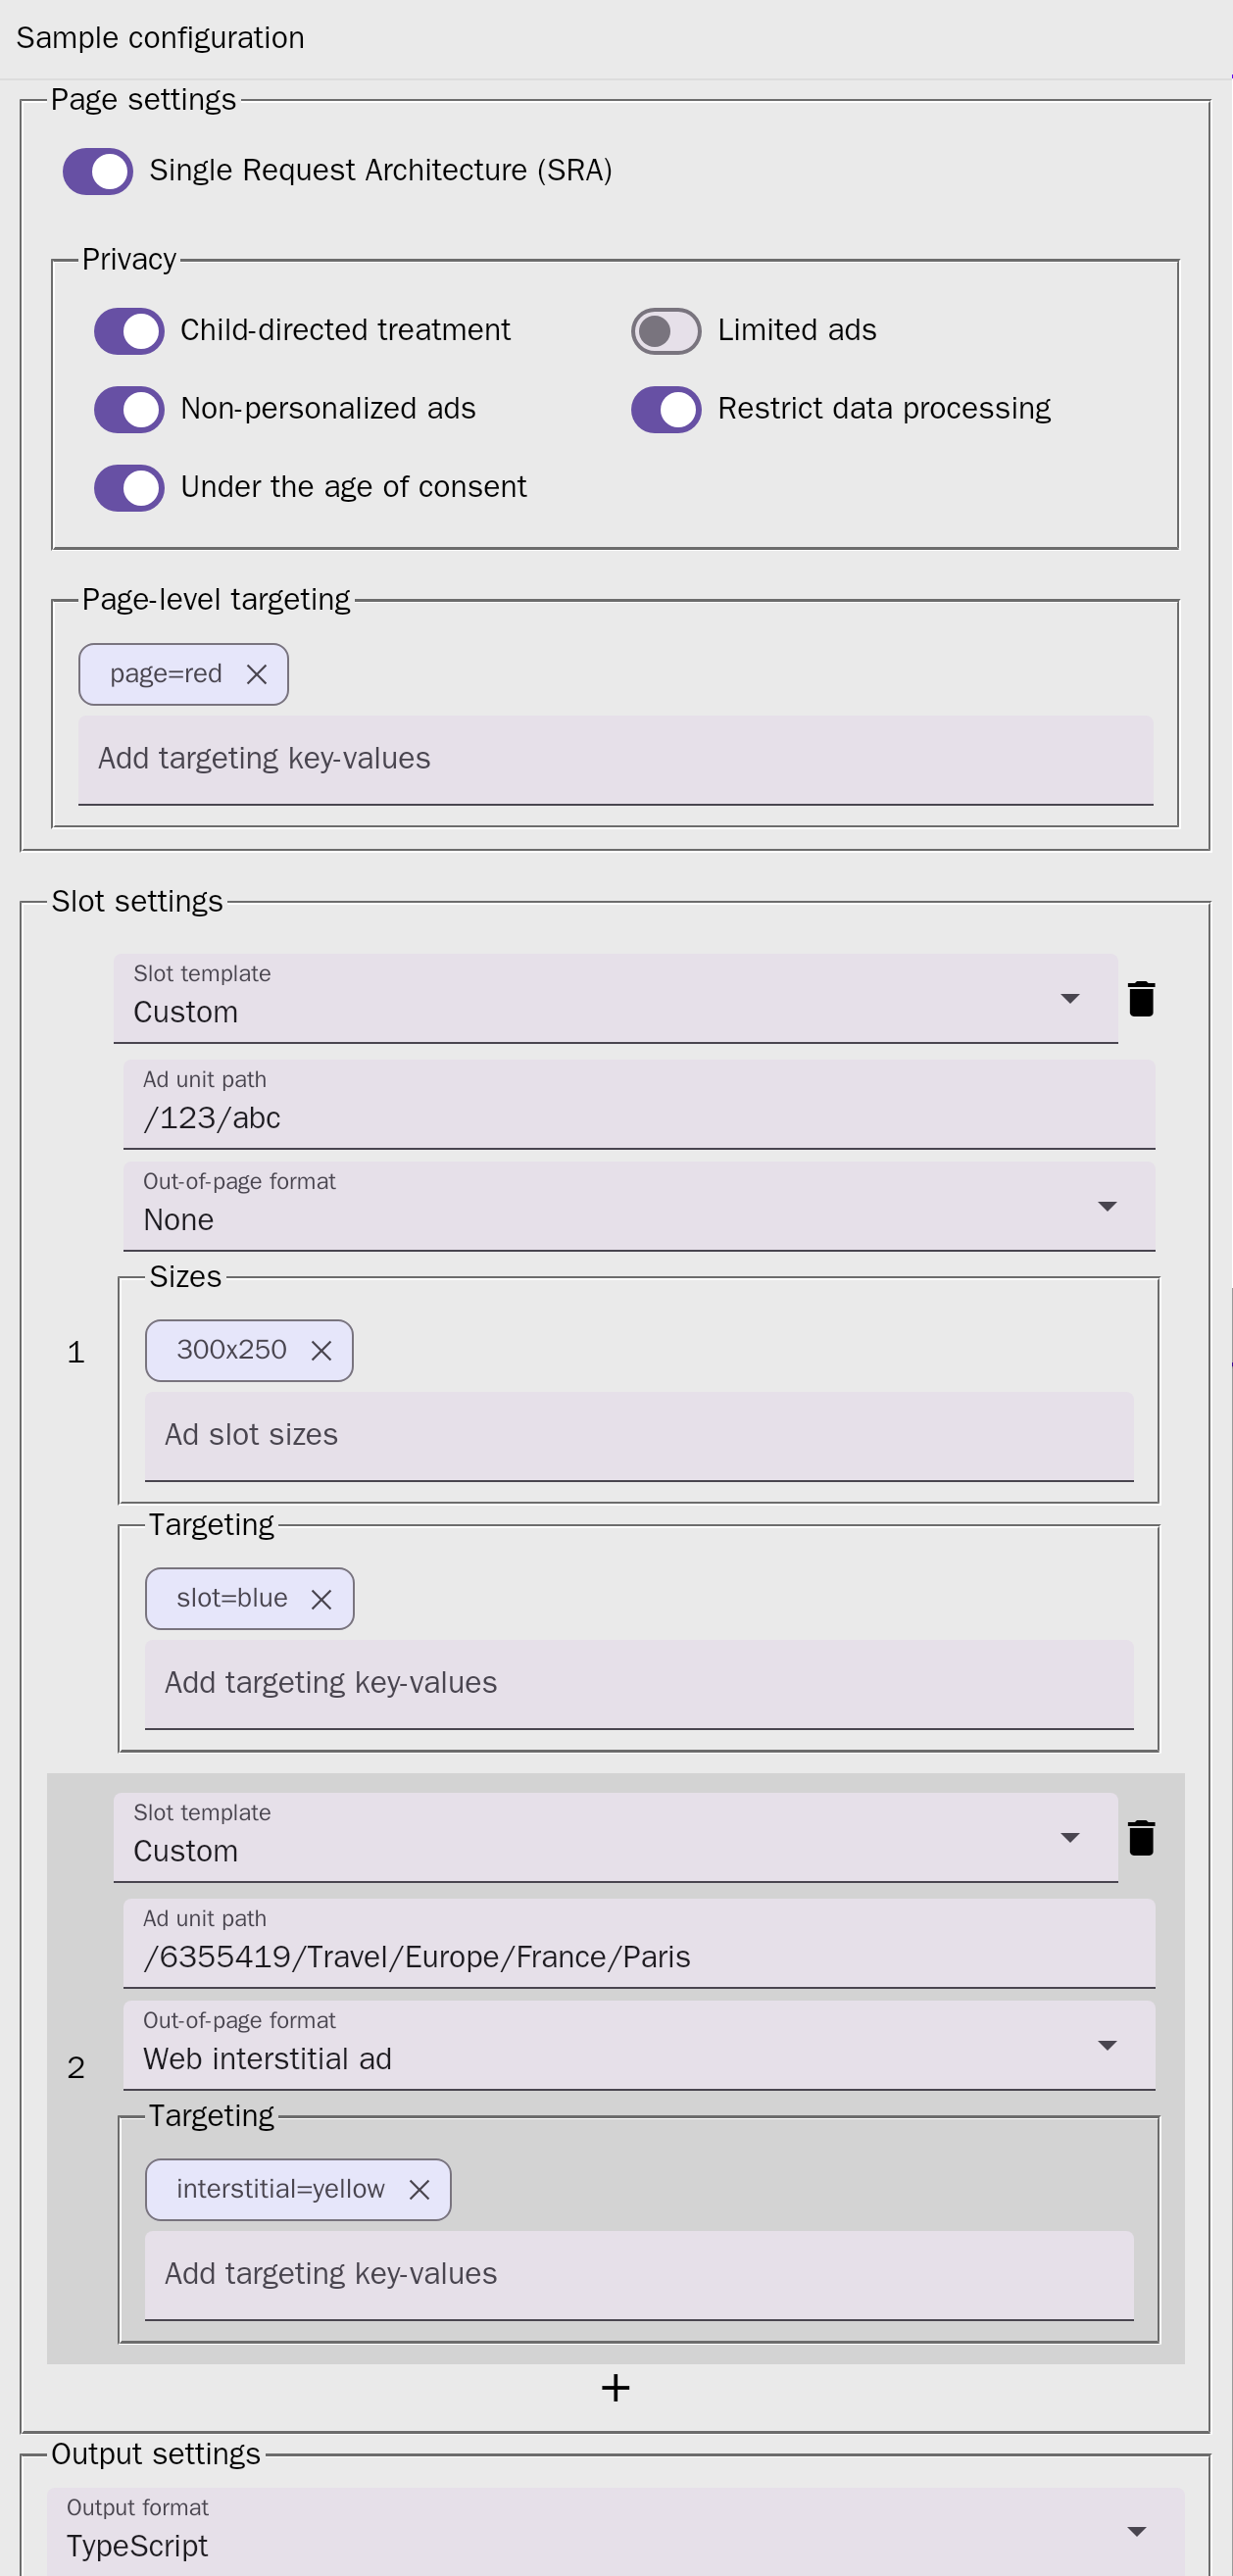 Sample configuration
Page settings
Single Request Architecture (SRA)
Privacy
Child-directed treatment
Limited ads
Non-personalized ads
Restrict data processing
Under the age of consent
Page-level targeting
page=red
Add targeting key-values
Slot settings
Slot template
Custom
Ad unit path
/123/abc
Out-of-page format
None
Sizes
1
300x250
Ad slot sizes
Targeting
slot=blue
Add targeting key-values
Slot template
Custom
Ad unit path
/6355419/Travel/Europe/France/Paris
Out-of-page format
Web interstitial ad
2
Targeting
interstitial=yellow
Add targeting key-values
+
Output settings
Output format
TypeScript